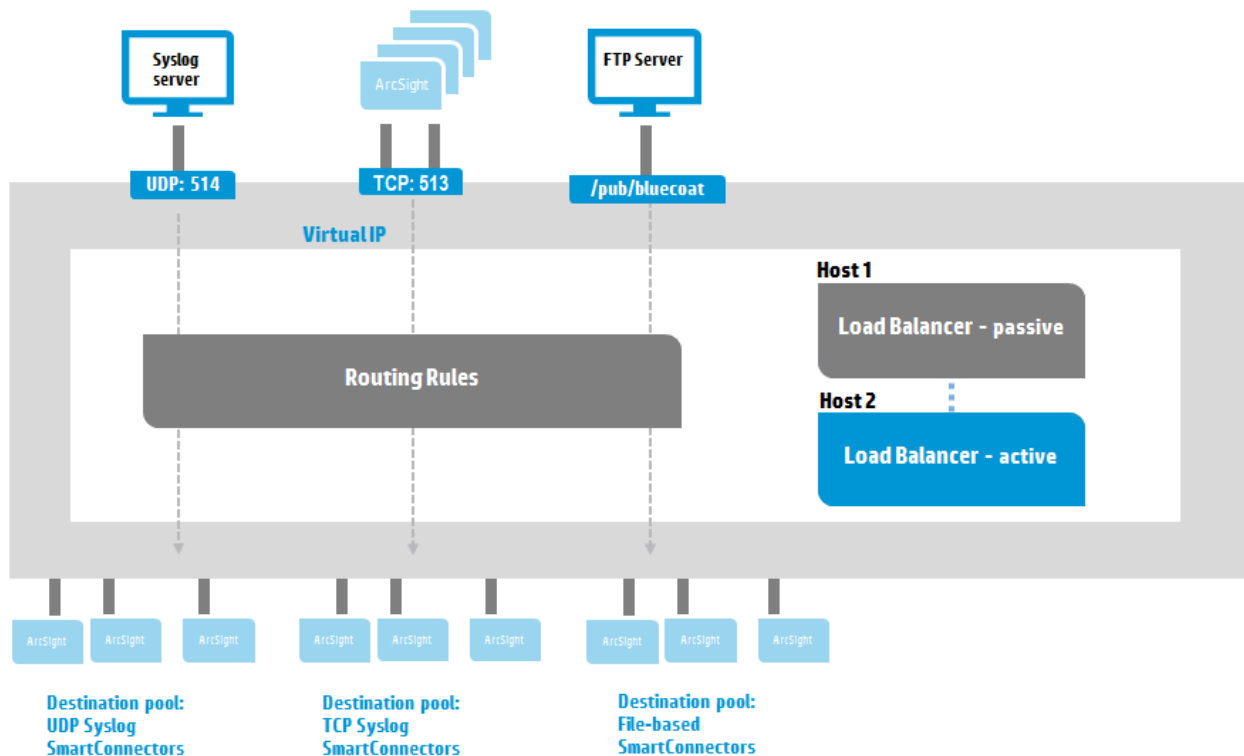 Syslog
server
ArcSight
FTP Server
UDP: 514
TCP: 513
/pub/bluecoat
Virtual IP
Host 1
Load Balancer - passive
Routing Rules
Host 2
Load Balancer - active
ArcSight
ArcSight
ArcSight
ArcSight
ArcSight
ArcSight
ArcSight
ArcSight
ArcSight
Destination pool:
UDP Syslog
SmartConnectors
Destination pool:
TCP Syslog
SmartConnectors
Destination pool:
File-based
SmartConnectors